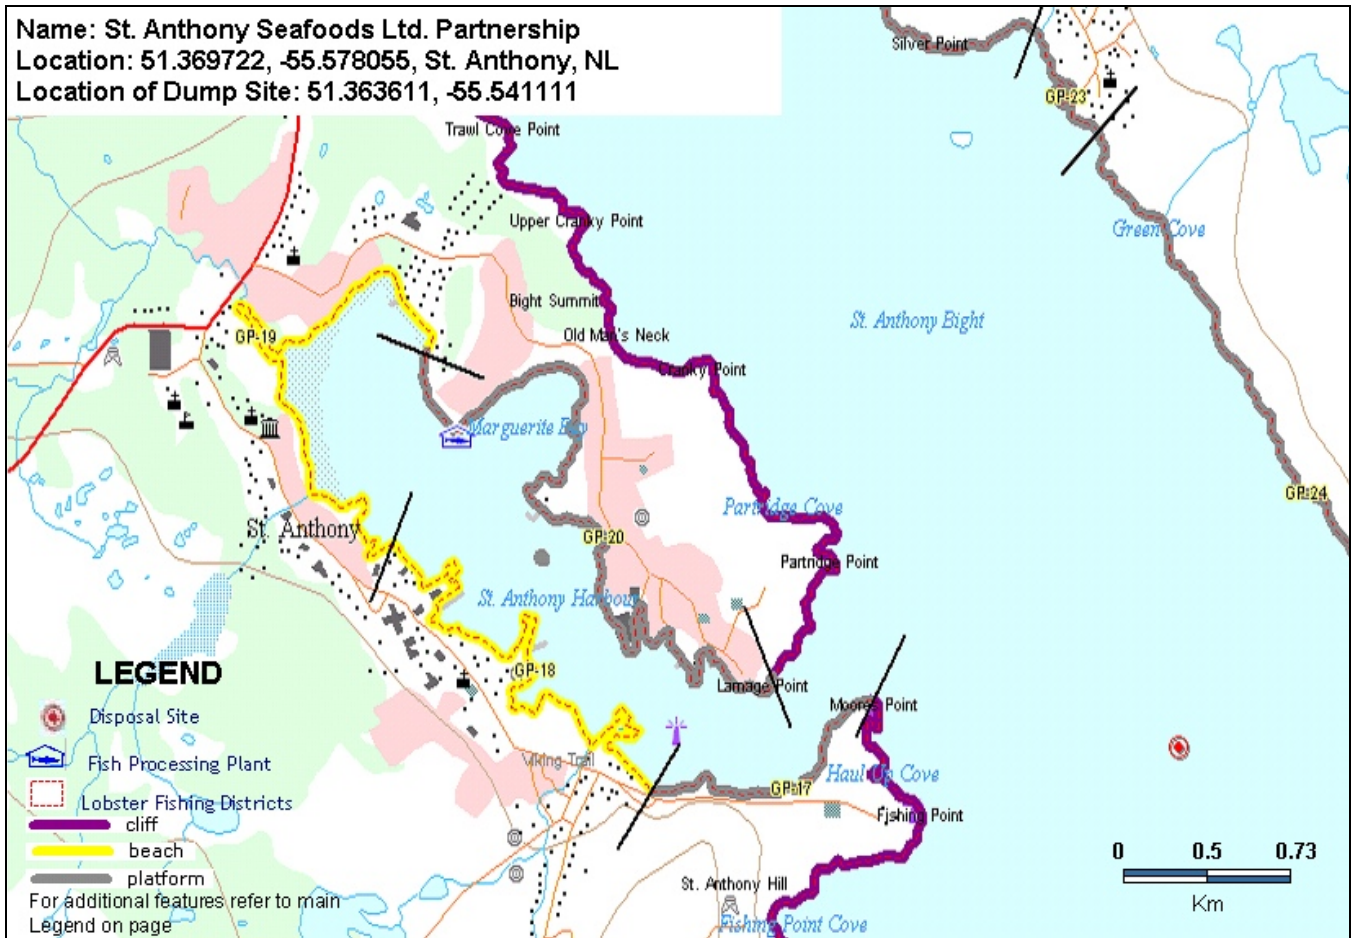 Name: St. Anthony Seafoods Ltd. Partnership
Location: 51.369722, -55.578055, St. Anthony, NL
Location of Dump Site: 51.363611, -55.541111
Silver Point
GP-23
Trawl Cove Point
Upper Cranky Point
Green Cove
Bight Summit
St. Anthony Bight
GP-19
Old Man's Neck
Cranky Point
Marguerite Bay
GP-24
Partridge Cove
St. Anthony
GP-20
Partridge Point
St. Anthony Harbour
GP-18
Lamage Point
Moores Point
Viking Trail
Haul Up Cove
GP-17
Fishing Point
St. Anthony Hill
Fishing Point Cove
LEGEND
Disposal Site
Fish Processing Plant
Lobster Fishing Districts
cliff
beach
platform
For additional features refer to main
Legend on page
0 0.5 0.73
Km